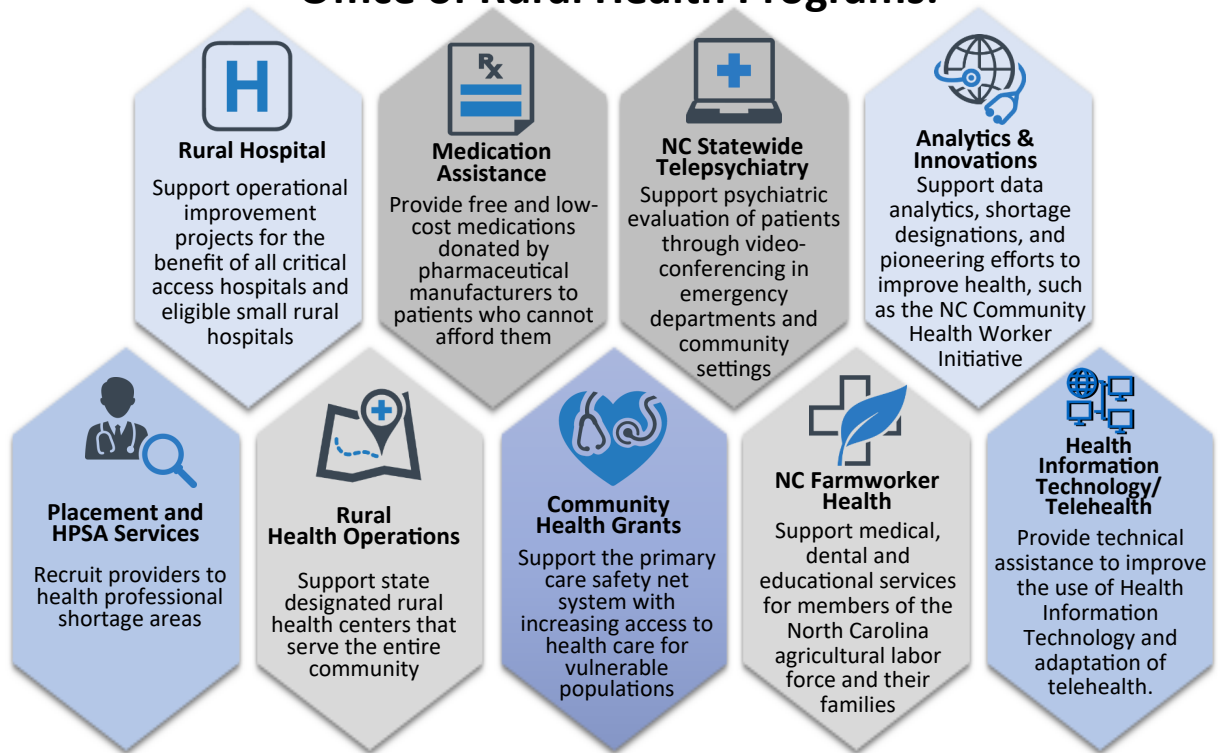 Office of Rural Health Programs:
H
Rural Hospital
Support operational
improvement
projects for the
benefit of all critical
access hospitals and
eligible small rural
hospitals
Rx
Medication
Assistance
Provide free and low-
cost medications
donated by
pharmaceutical
manufacturers to
patients who cannot
afford them
NC Statewide
Telepsychiatry
Support psychiatric
evaluation of patients
through video-
conferencing in
emergency
departments and
community
settings
Analytics &
Innovations
Support data
analytics, shortage
designations, and
pioneering efforts to
improve health, such
as the NC Community
Health Worker
Initiative
Placement and
HPSA Services
Recruit providers to
health professional
shortage areas
Rural
Health Operations
Support state
designated rural
health centers that
serve the entire
community
Community
Health Grants
Support the primary
care safety net
system with
increasing access to
health care for
vulnerable
populations
NC Farmworker
Health
Support medical,
dental and
educational services
for members of the
North Carolina
agricultural labor
force and their
families
Health
Information
Technology/
Telehealth
Provide technical
assistance to improve
the use of Health
Information
Technology and
adaptation of
telehealth.